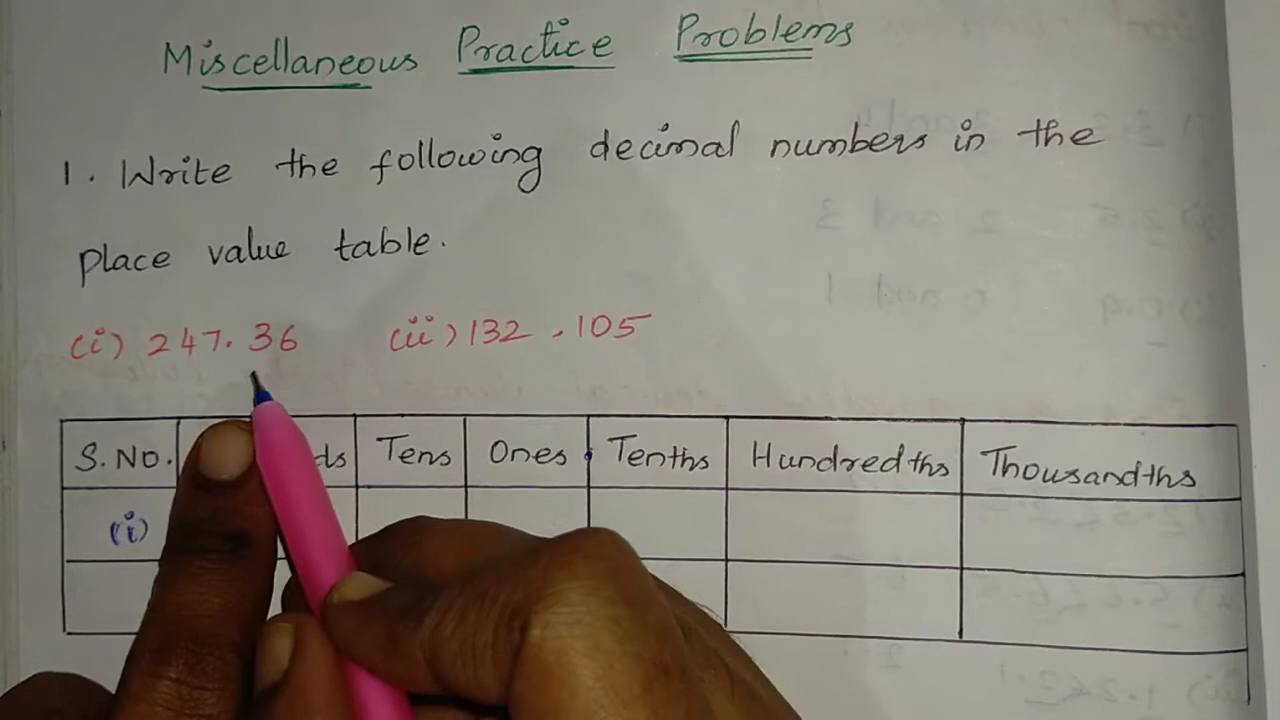 Miscellaneous Practice Problems
1. Write the following decimal numbers in the
place value table.
(i) 247.36 (ii) 132.105
S.No. ds Tens Ones . Tenths Hundredths Thousandths
(i)